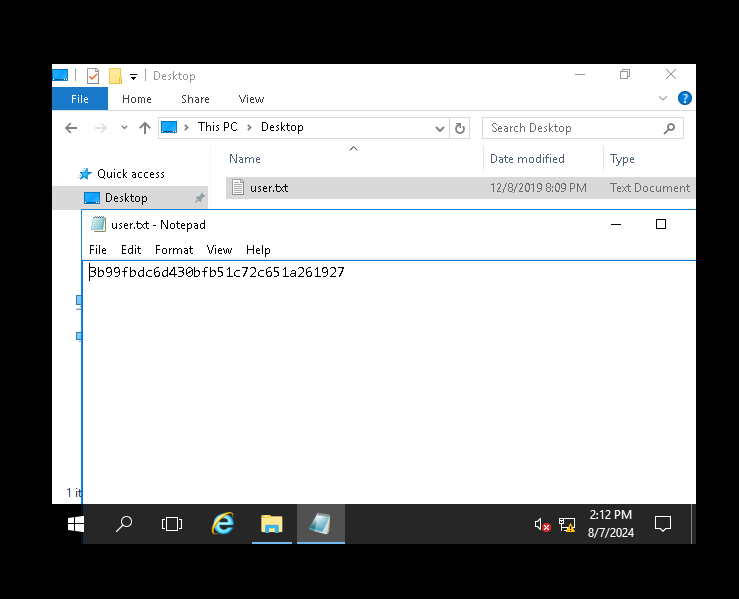 Desktop
File Home Share View
This PC Desktop Search Desktop
Name Date modified Type
Quick access
Desktop
user.txt 12/8/2019 8:09 PM Text Document
user.txt - Notepad
File Edit Format View Help
3b99fbdc6d430bfb51c72c651a261927
1 it
2:12 PM
8/7/2024